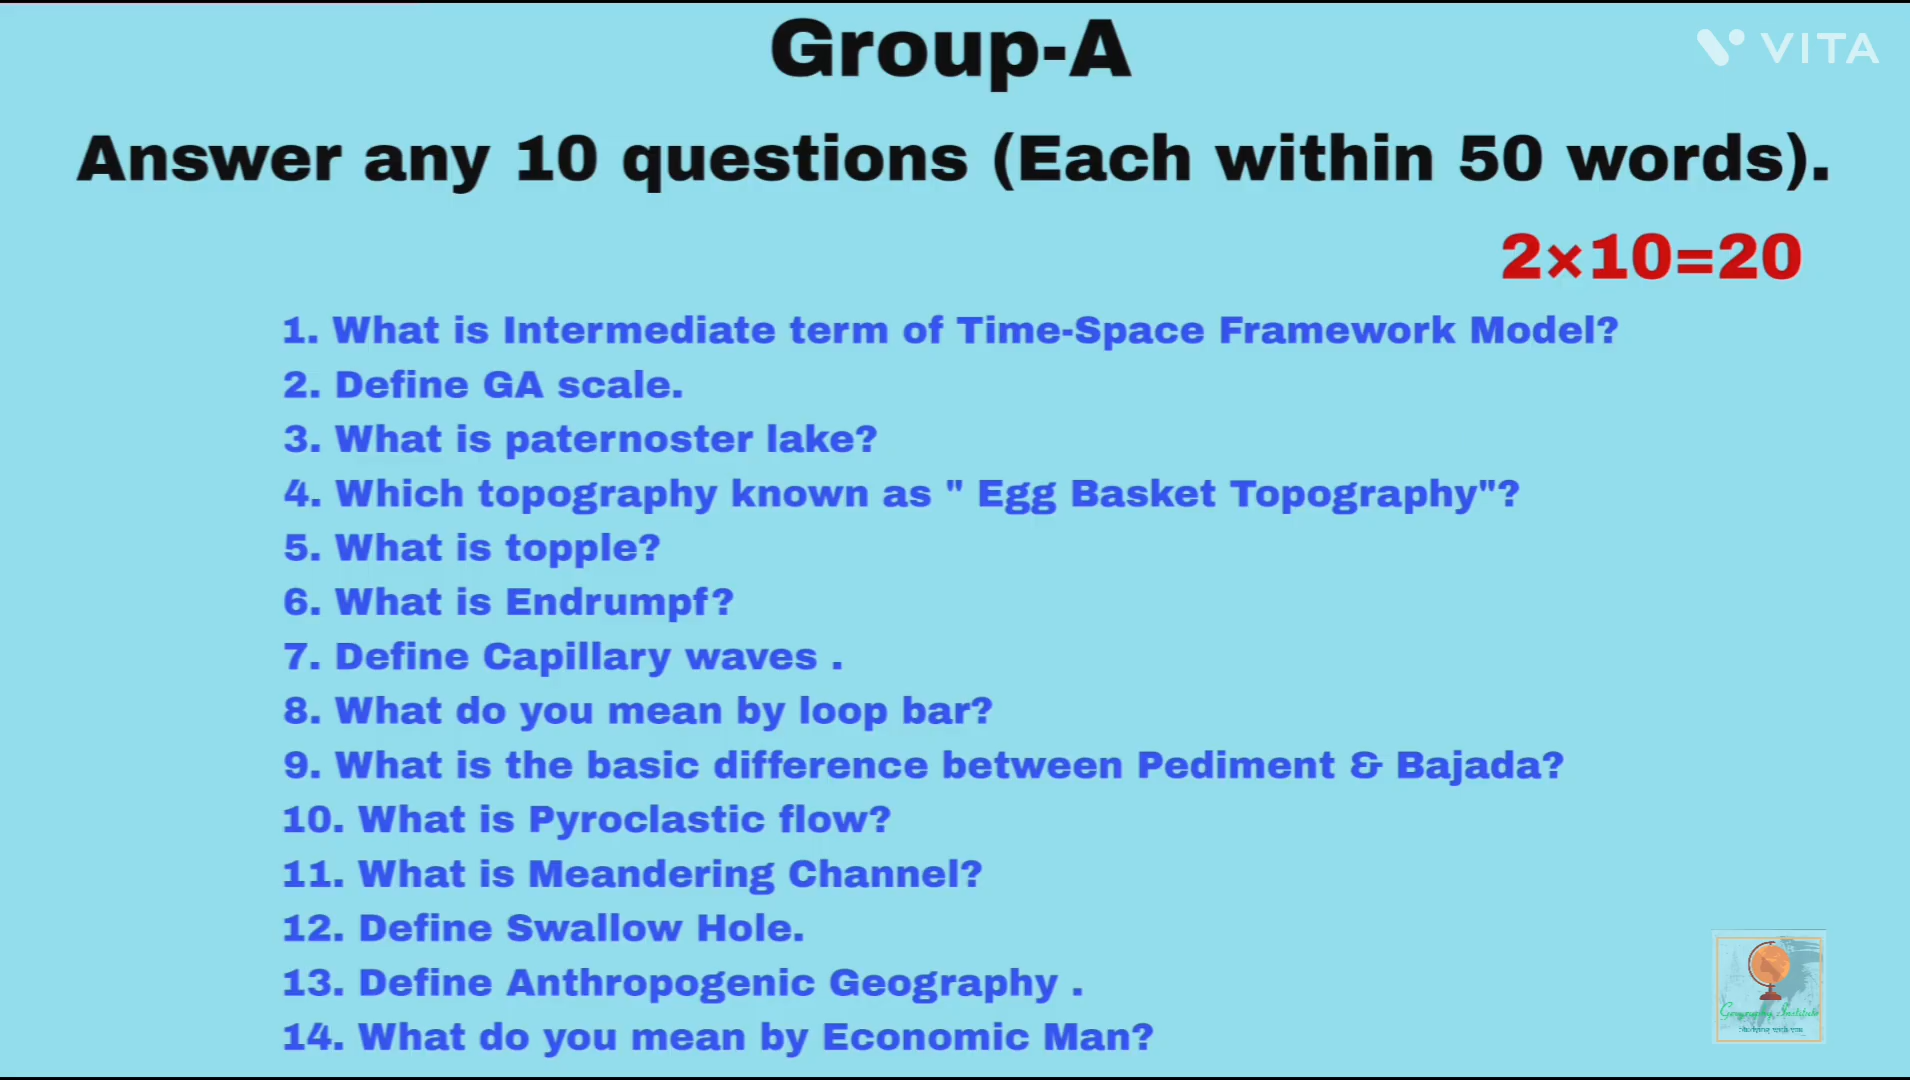 Group-A
VITA
Answer any 10 questions (Each within 50 words).
2×10=20
1. What is Intermediate term of Time-Space Framework Model?
2. Define GA scale.
3. What is paternoster lake?
4. Which topography known as " Egg Basket Topography"?
5. What is topple?
6. What is Endrumpf?
7. Define Capillary waves .
8. What do you mean by loop bar?
9. What is the basic difference between Pediment & Bajada?
10. What is Pyroclastic flow?
11. What is Meandering Channel?
12. Define Swallow Hole.
13. Define Anthropogenic Geography .
14. What do you mean by Economic Man?
Geography Institute